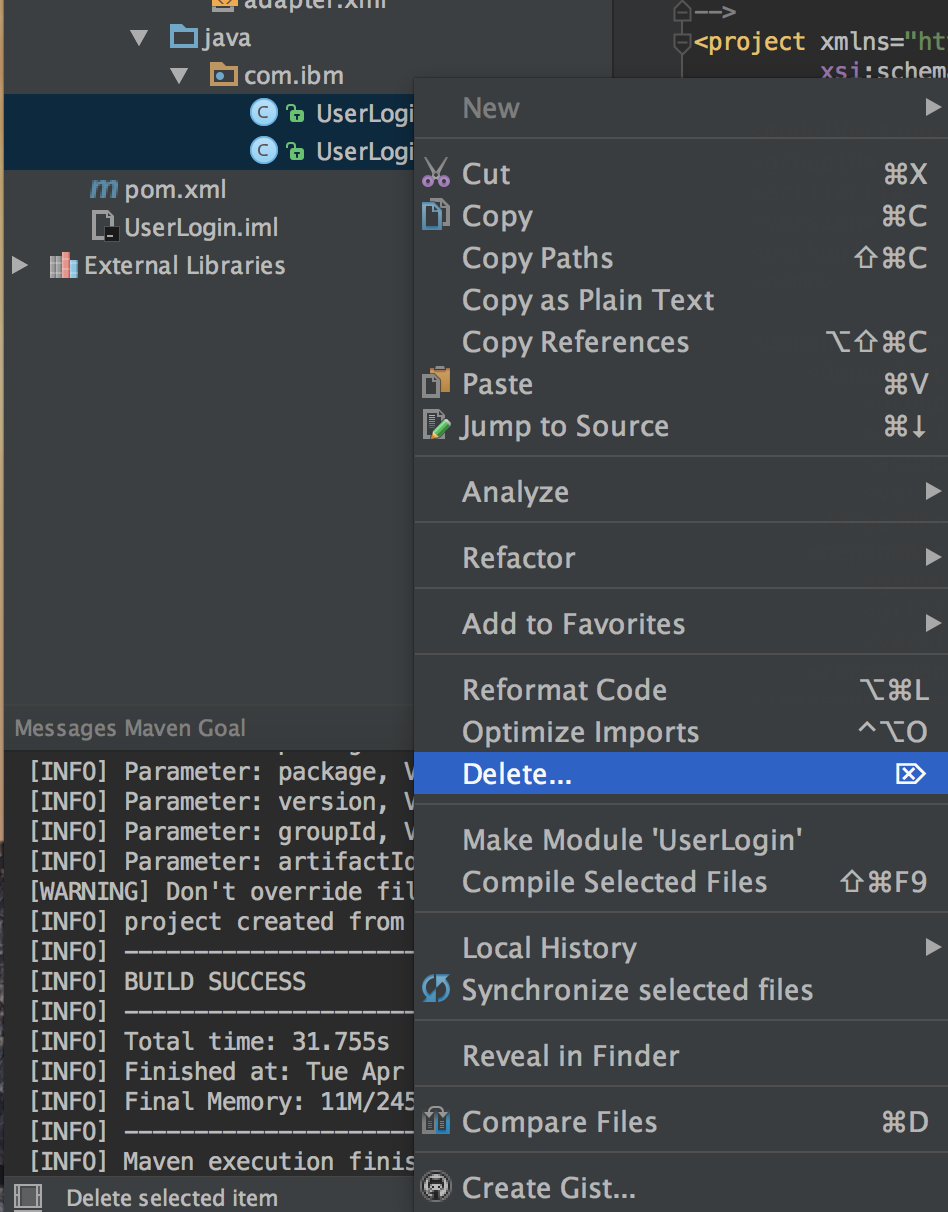 adapter.xml
java
com.ibm
UserLogi
UserLogi
pom.xml
UserLogin.iml
External Libraries
-->
<project xmlns="ht
xsi:schema
New
Cut ⌘X
Copy ⌘C
Copy Paths ⇧⌘C
Copy as Plain Text
Copy References ⌥⇧⌘C
Paste ⌘V
Jump to Source ⌘↓
Analyze
Refactor
Add to Favorites
Reformat Code ⌥⌘L
Optimize Imports ^⌥O
Delete... ⌦
Make Module 'UserLogin'
Compile Selected Files ⇧⌘F9
Local History
Synchronize selected files
Reveal in Finder
Compare Files ⌘D
Create Gist...
Messages Maven Goal
[INFO] Parameter: package, V
[INFO] Parameter: version, V
[INFO] Parameter: groupId, V
[INFO] Parameter: artifactId
[WARNING] Don't override fil
[INFO] project created from
[INFO] ---------------------
[INFO] BUILD SUCCESS
[INFO] ---------------------
[INFO] Total time: 31.755s
[INFO] Finished at: Tue Apr
[INFO] Final Memory: 11M/245
[INFO] ---------------------
[INFO] Maven execution finis
Delete selected item